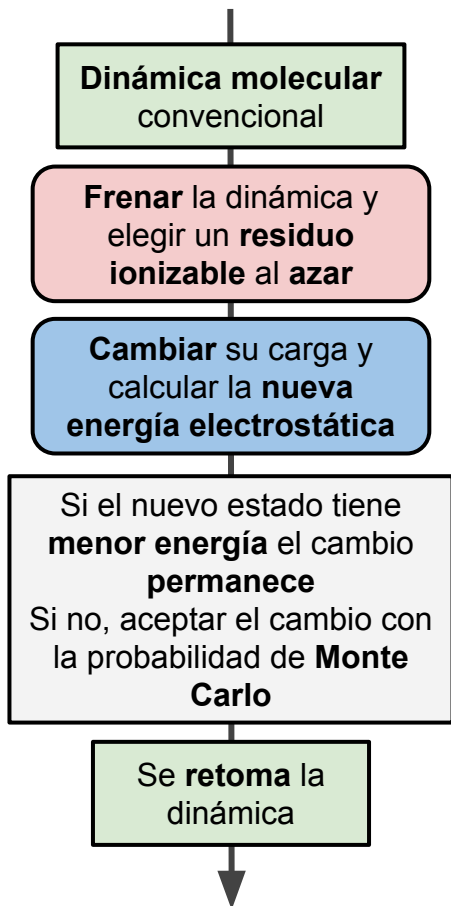 Dinámica molecular
convencional
Frenar la dinámica y
elegir un residuo
ionizable al azar
Cambiar su carga y
calcular la nueva
energía electrostática
Si el nuevo estado tiene
menor energía el cambio
permanece
Si no, aceptar el cambio con
la probabilidad de Monte
Carlo
Se retoma la
dinámica